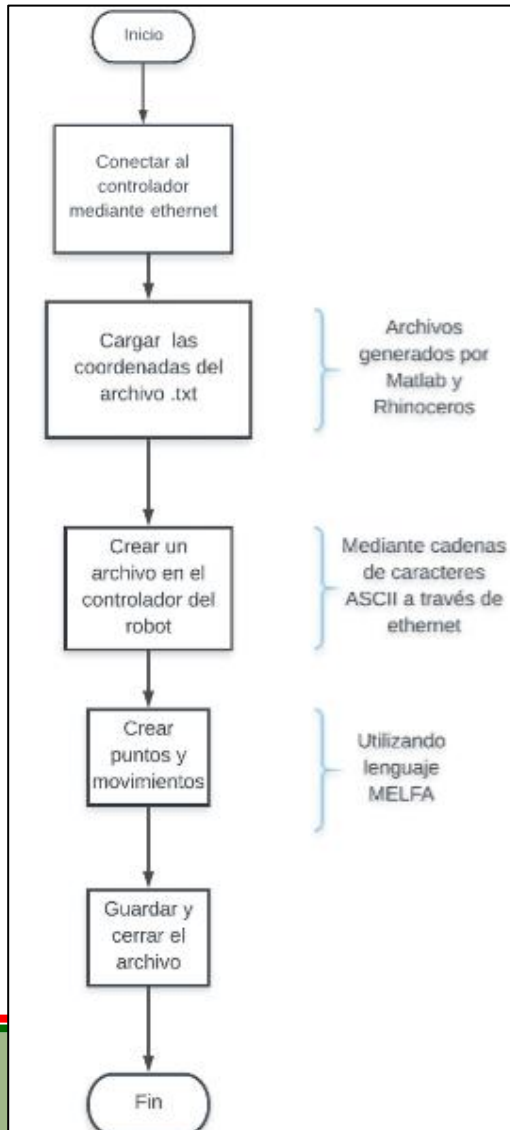 Inicio
Conectar al
controlador
mediante ethernet
Cargar las
coordenadas del
archivo .txt
Archivos
generados por
Matlab y
Rhinoceros
Crear un
archivo en el
controlador del
robot
Mediante cadenas
de caracteres
ASCII a través de
ethernet
Crear
puntos y
movimientos
Utilizando
lenguaje
MELFA
Guardar y
cerrar el
archivo
Fin